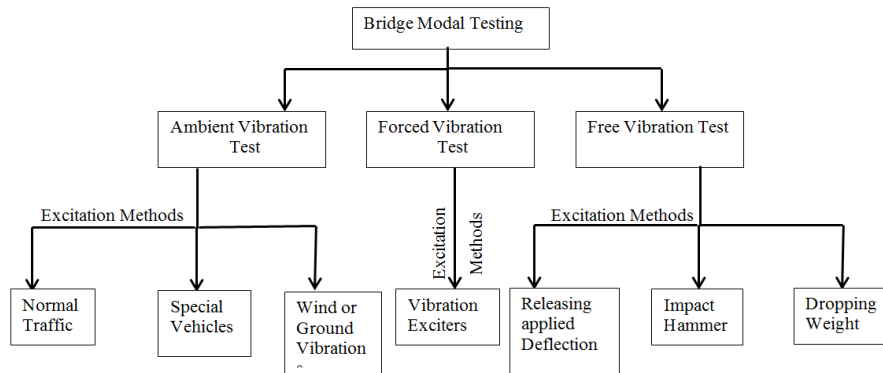 Bridge Modal Testing
Ambient Vibration
Test
Forced Vibration
Test
Free Vibration Test
Excitation Methods
Excitation
Methods
Excitation Methods
Normal
Traffic
Special
Vehicles
Wind or
Ground
Vibration
Vibration
Exciters
Releasing
applied
Deflection
Impact
Hammer
Dropping
Weight